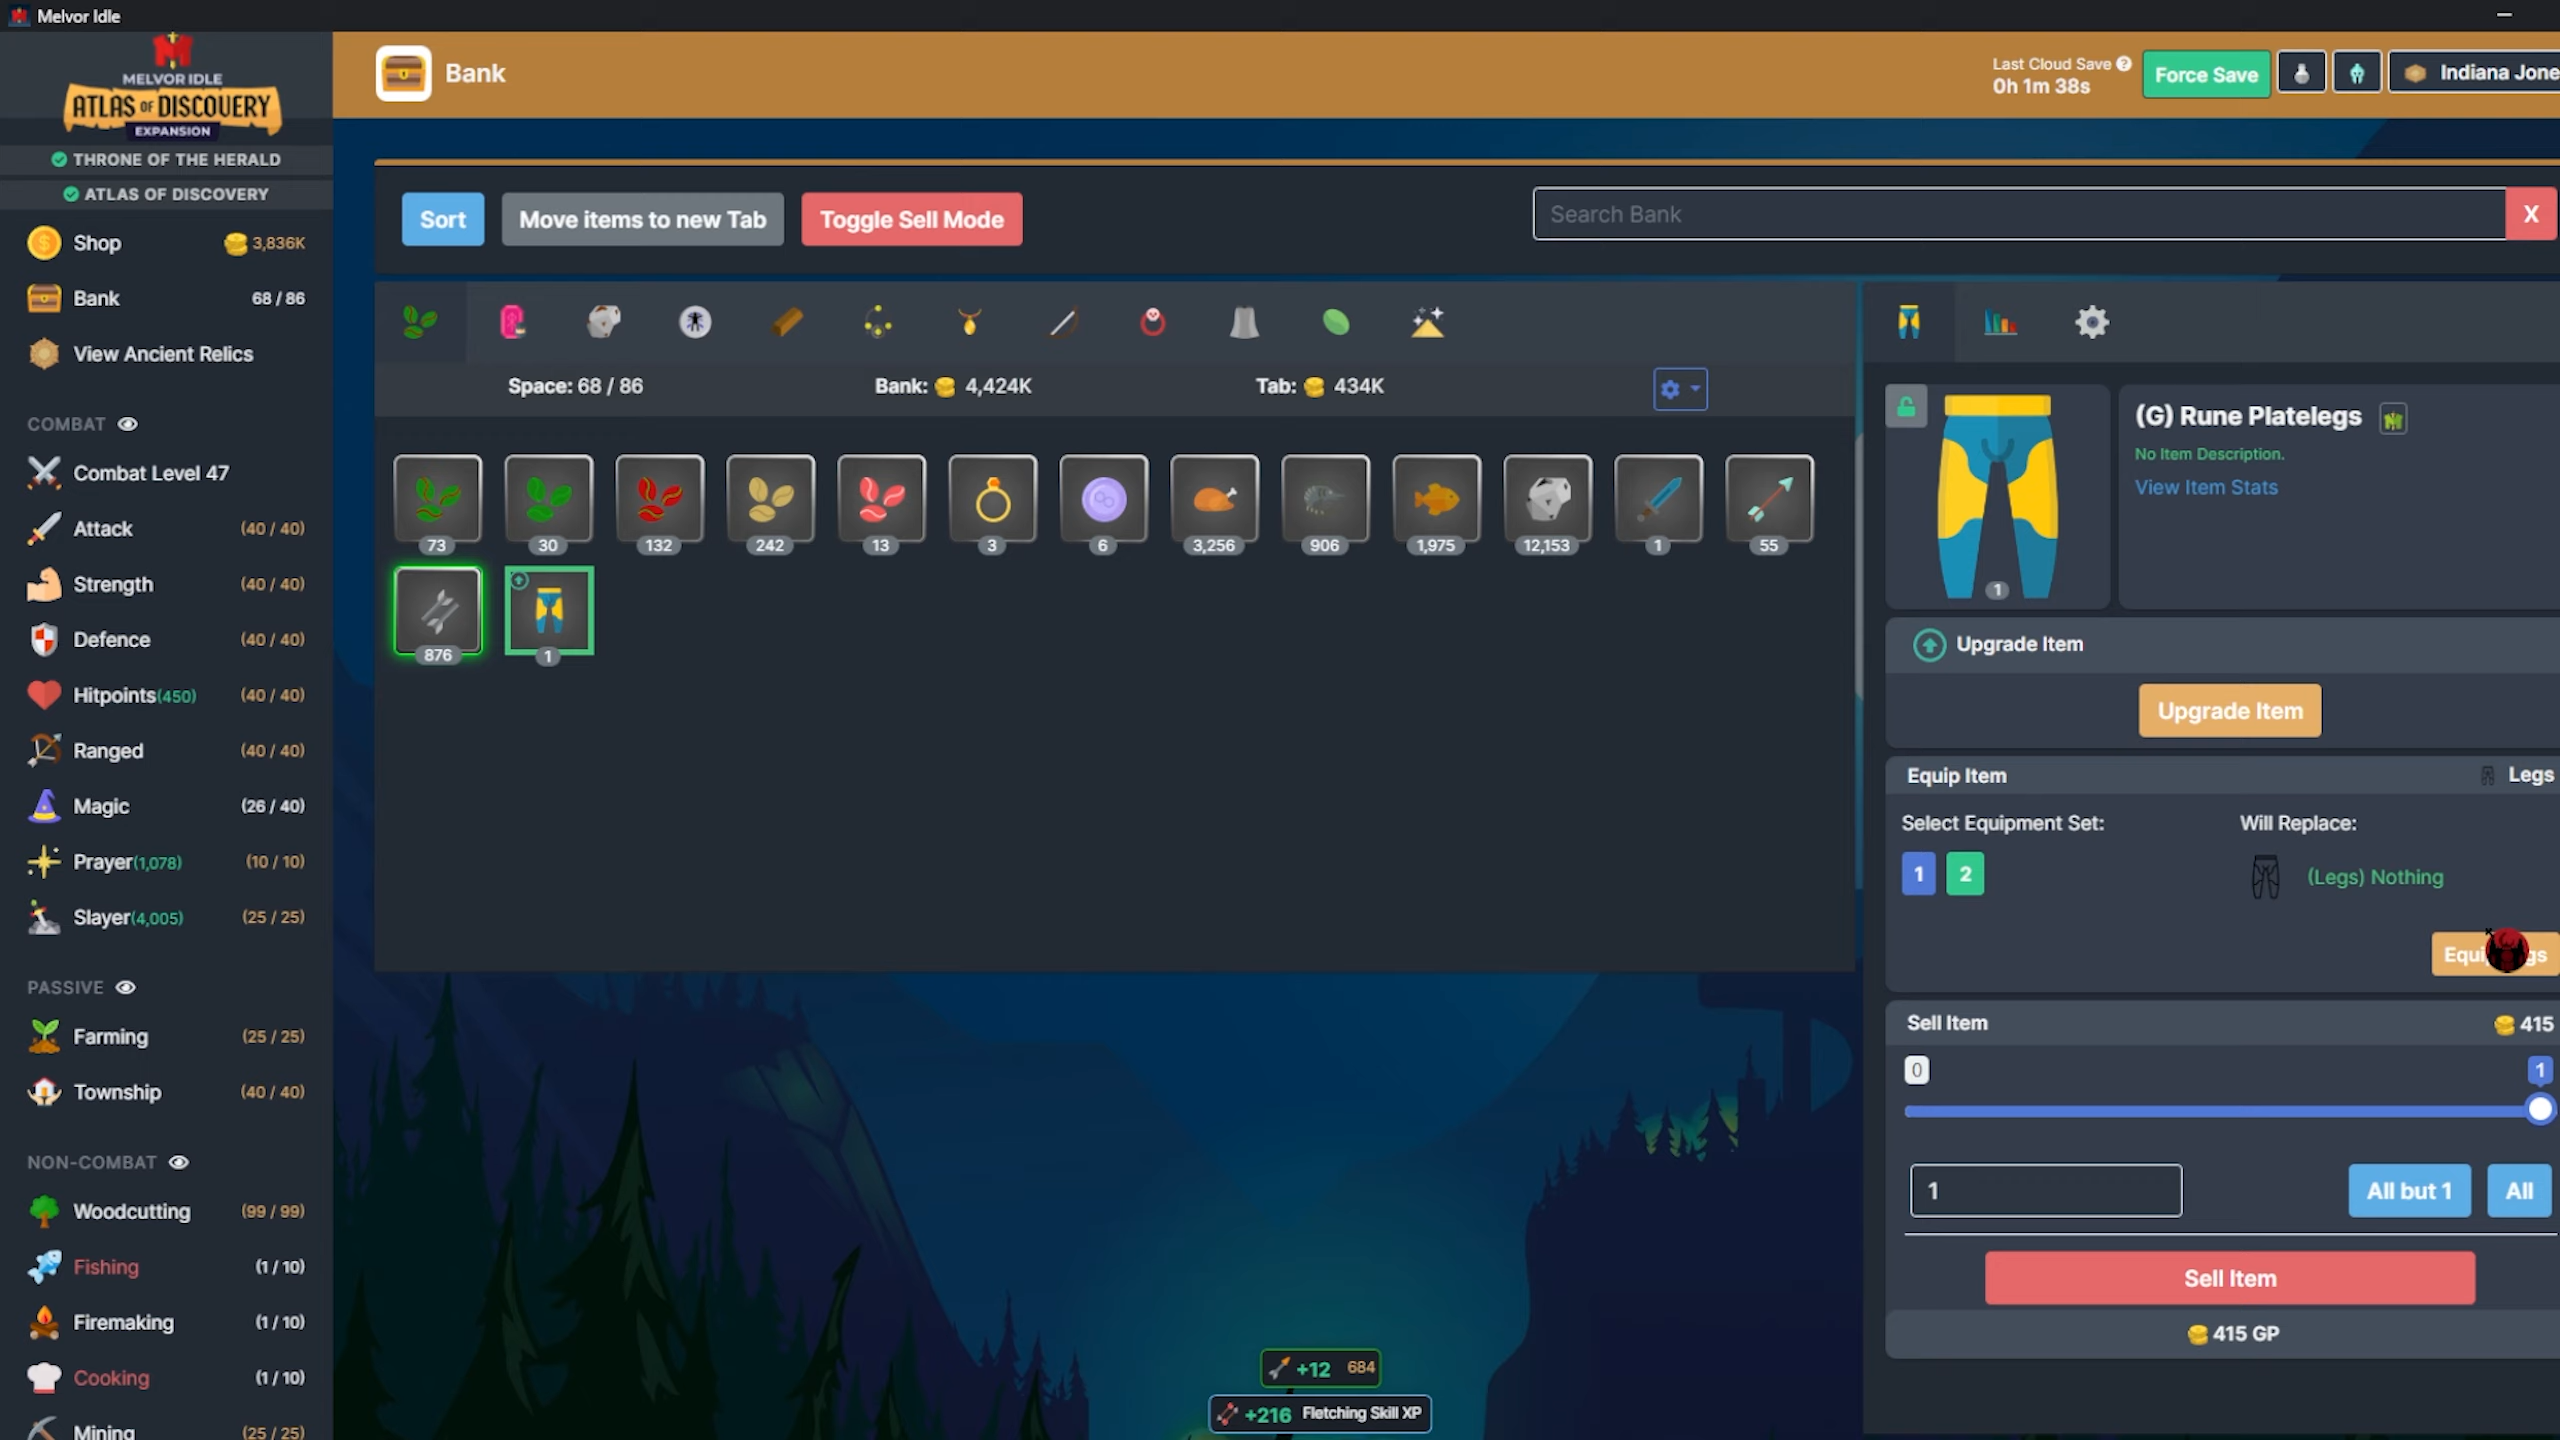 Melvor Idle
MELVOR IDLE
ATLAS OF DISCOVERY
EXPANSION
THRONE OF THE HERALD
ATLAS OF DISCOVERY
Shop 3,836K
Bank 68 / 86
View Ancient Relics
COMBAT
Combat Level 47
Attack (40 / 40)
Strength (40 / 40)
Defence (40 / 40)
Hitpoints(450) (40 / 40)
Ranged (40 / 40)
Magic (26 / 40)
Prayer(1,078) (10 / 10)
Slayer(4,005) (25 / 25)
PASSIVE
Farming (25 / 25)
Township (40 / 40)
NON-COMBAT
Woodcutting (99 / 99)
Fishing (1 / 10)
Firemaking (1 / 10)
Cooking (1 / 10)
Mining (25 / 25)
Bank
Last Cloud Save
0h 1m 38s
Force Save
Indiana Jone
Sort Move items to new Tab Toggle Sell Mode
Search Bank X
Space: 68 / 86 Bank: 4,424K Tab: 434K
73 30 132 242 13 3 6 3,256 906 1,975 12,153 1 55
876 1
+12 684
+216 Fletching Skill XP
1
(G) Rune Platelegs
No Item Description.
View Item Stats
Upgrade Item
Upgrade Item
Equip Item Legs
Select Equipment Set: Will Replace:
1 2 (Legs) Nothing
Sell Item 415
0 1
1 All but 1 All
Sell Item
415 GP